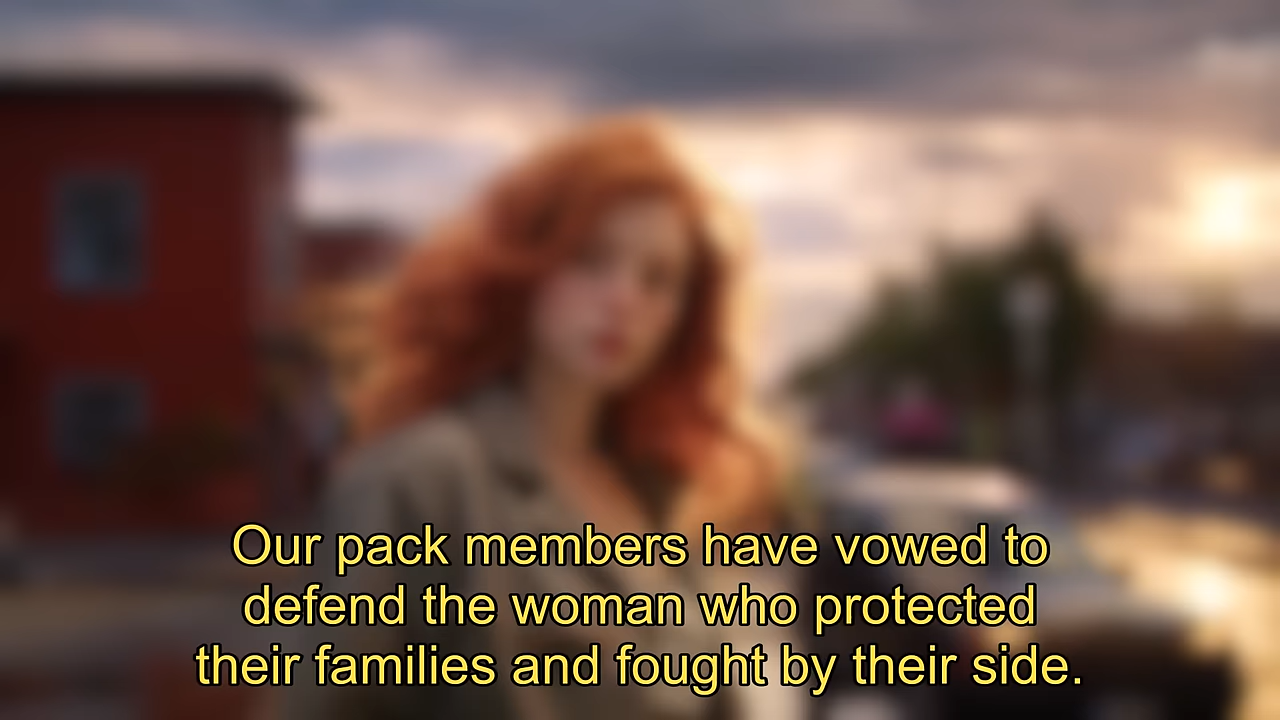 Our pack members have vowed to
defend the woman who protected
their families and fought by their side.